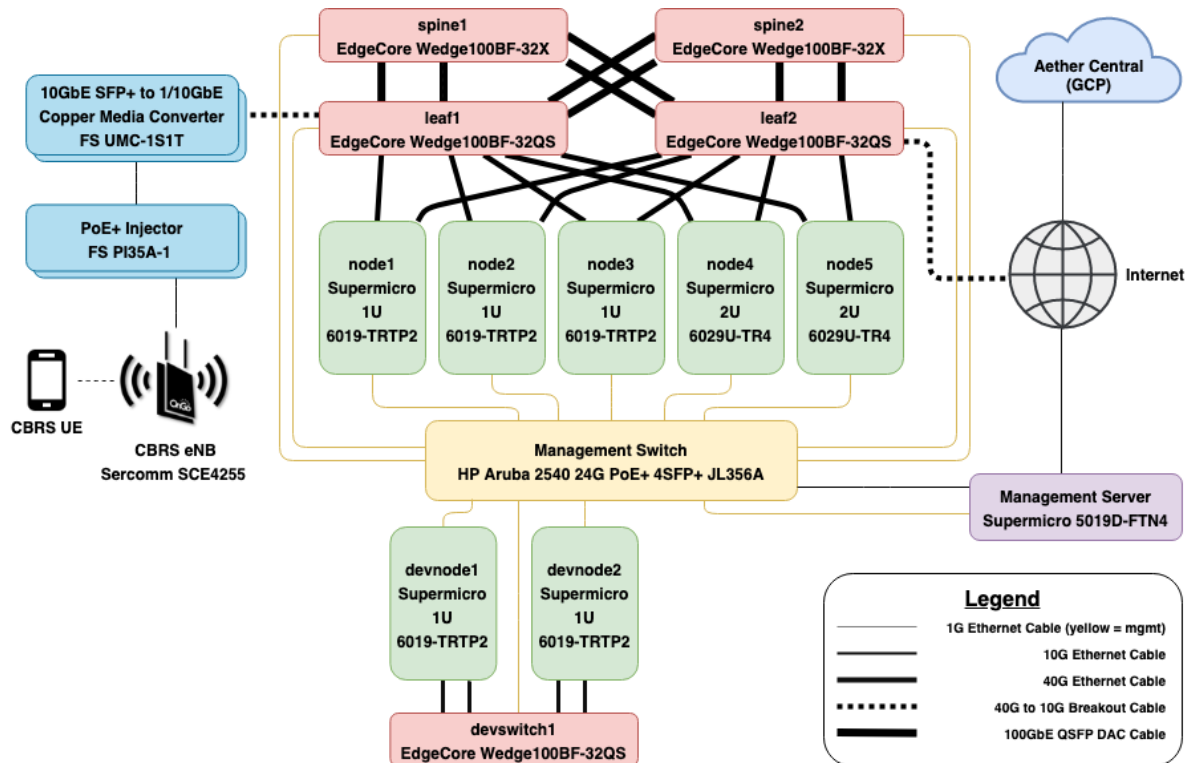 spine1
EdgeCore Wedge100BF-32X
spine2
EdgeCore Wedge100BF-32X
Aether Central
(GCP)
10GbE SFP+ to 1/10GbE
Copper Media Converter
FS UMC-1S1T
leaf1
EdgeCore Wedge100BF-32QS
leaf2
EdgeCore Wedge100BF-32QS
PoE+ Injector
FS PI35A-1
node1
Supermicro
1U
6019-TRTP2
node2
Supermicro
1U
6019-TRTP2
node3
Supermicro
1U
6019-TRTP2
node4
Supermicro
2U
6029U-TR4
node5
Supermicro
2U
6029U-TR4
Internet
OnGo
CBRS UE
CBRS eNB
Sercomm SCE4255
Management Switch
HP Aruba 2540 24G PoE+ 4SFP+ JL356A
Management Server
Supermicro 5019D-FTN4
devnode1
Supermicro
1U
6019-TRTP2
devnode2
Supermicro
1U
6019-TRTP2
devswitch1
EdgeCore Wedge100BF-32QS
Legend
1G Ethernet Cable (yellow = mgmt)
10G Ethernet Cable
40G Ethernet Cable
40G to 10G Breakout Cable
100GbE QSFP DAC Cable